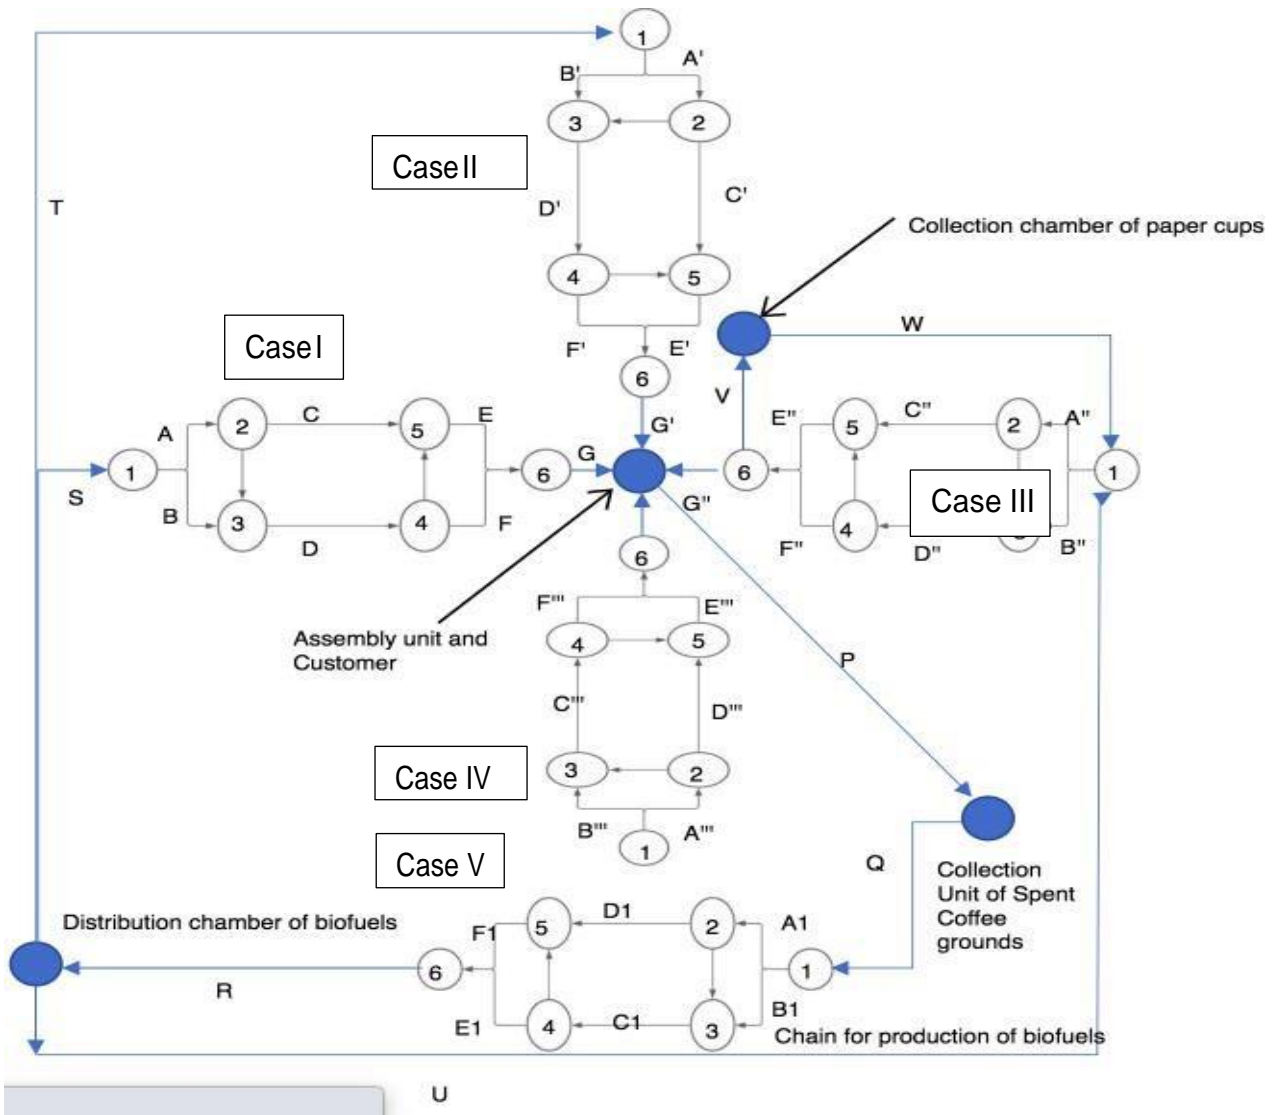 1
B'
A'
3
2
Case II
D'
C'
T
Collection chamber of paper cups
4
5
W
F'
E'
Case I
6
V
G'
A
2
C
5
E
E"
5
C"
2
A"
1
S
6
G
6
G"
1
B
3
D
4
F
F"
4
D"
Case III
B"
6
F'''
E'''
Assembly unit and
Customer
4
5
P
C'''
D'''
Case IV
3
2
B'''
A'''
1
Case V
Q
Collection
Unit of Spent
Coffee
grounds
Distribution chamber of biofuels
F1
5
D1
2
A1
6
1
R
E1
4
C1
3
B1
Chain for production of biofuels
U